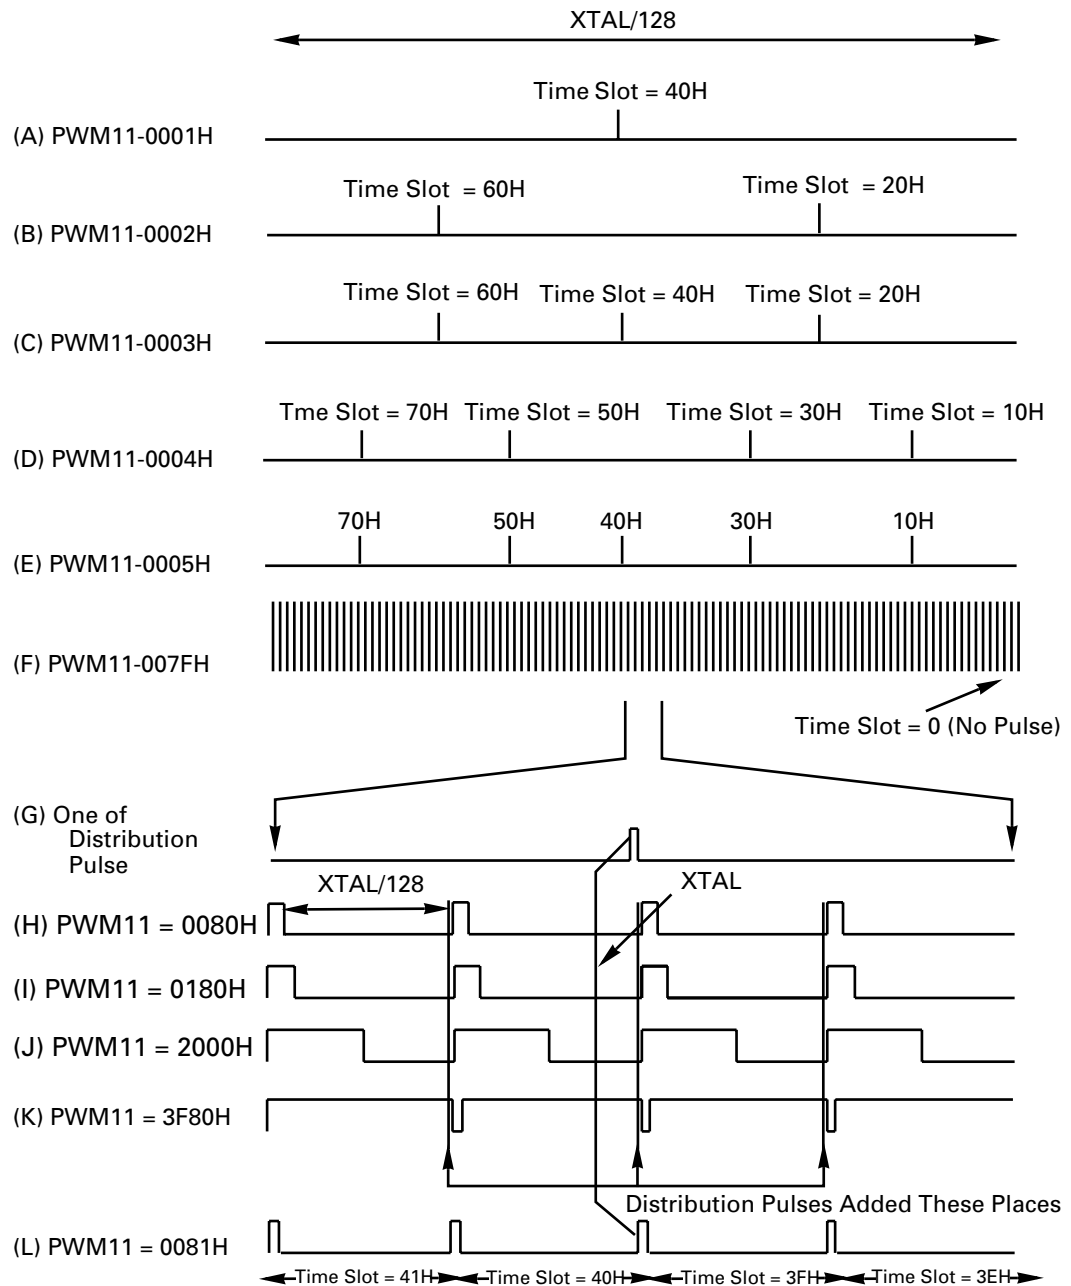 XTAL/128
Time Slot = 40H
(A) PWM11-0001H
Time Slot = 60H
Time Slot = 20H
(B) PWM11-0002H
Time Slot = 60H
Time Slot = 40H
Time Slot = 20H
(C) PWM11-0003H
Tme Slot = 70H
Time Slot = 50H
Time Slot = 30H
Time Slot = 10H
(D) PWM11-0004H
70H
50H
40H
30H
10H
(E) PWM11-0005H
(F) PWM11-007FH
Time Slot = 0 (No Pulse)
(G) One of
Distribution
Pulse
XTAL/128
XTAL
(H) PWM11 = 0080H
(I) PWM11 = 0180H
(J) PWM11 = 2000H
(K) PWM11 = 3F80H
Distribution Pulses Added These Places
(L) PWM11 = 0081H
Time Slot = 41H
Time Slot = 40H
Time Slot = 3FH
Time Slot = 3EH